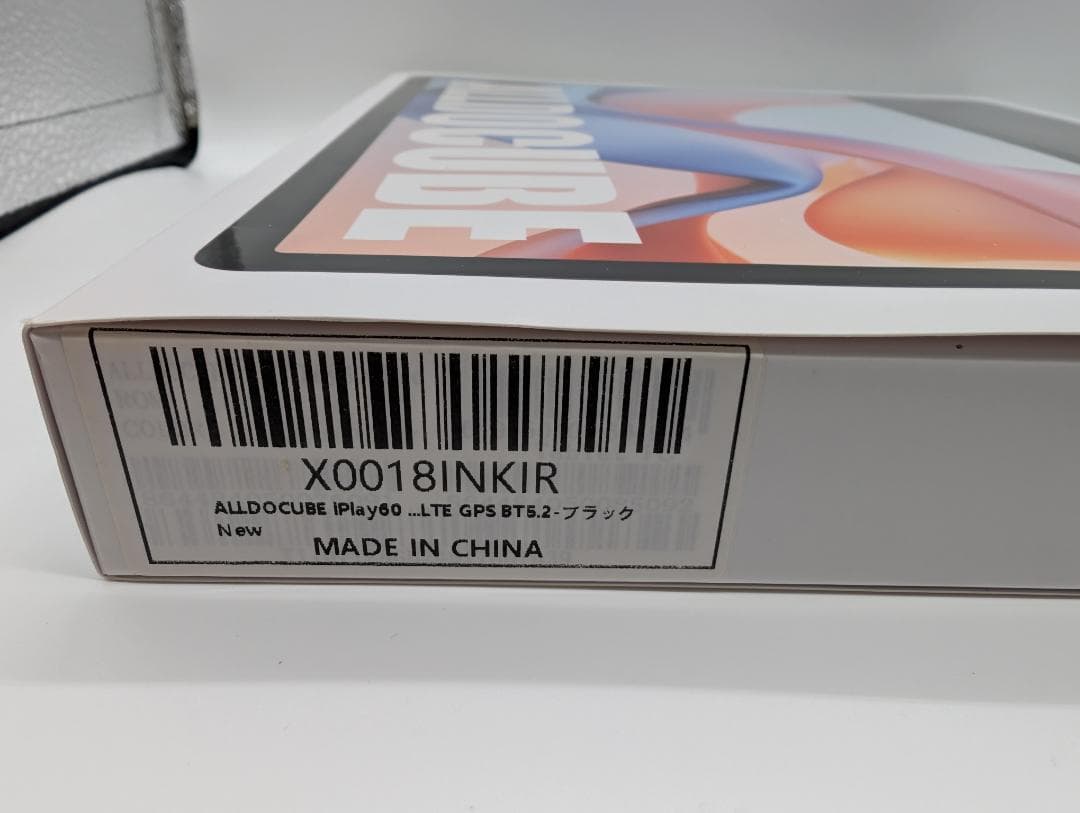 ALLDOCUBE
X0018INKIR
ALLDOCUBE iPlay60 ...LTE GPS BT5.2-ブラック
New
MADE IN CHINA